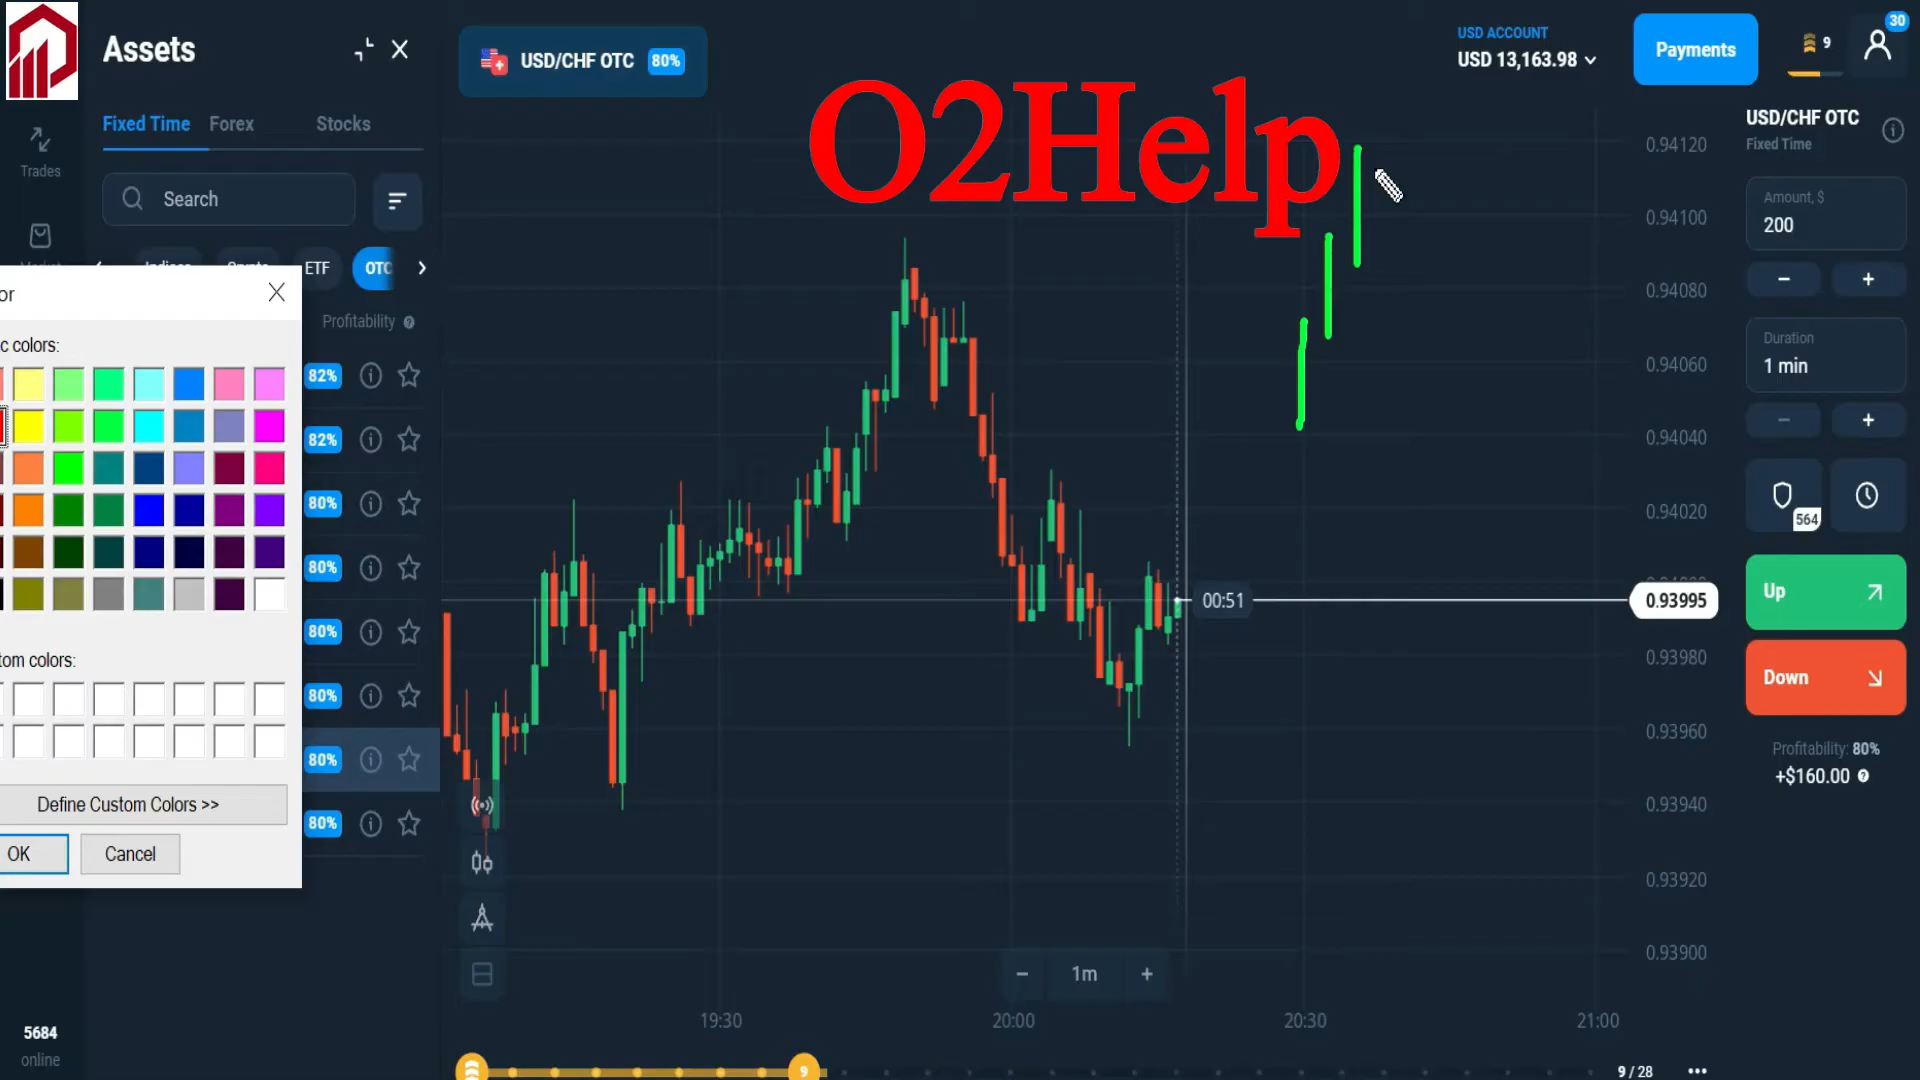 Assets
USD/CHF OTC 80%
USD ACCOUNT
USD 13,163.98
Payments
9
30
O2Help
Fixed Time Forex Stocks
Trades
Search
ETF OTC
Profitability
or
c colors:
82%
82%
80%
80%
80%
80%
80%
80%
tom colors:
Define Custom Colors >>
OK Cancel
5684
online
00:51
1m
19:30 20:00 20:30 21:00
9
9 / 28
0.94120
0.94100
0.94080
0.94060
0.94040
0.94020
0.93995
0.93980
0.93960
0.93940
0.93920
0.93900
USD/CHF OTC
Fixed Time
Amount, $
200
Duration
1 min
564
Up
Down
Profitability: 80%
+$160.00